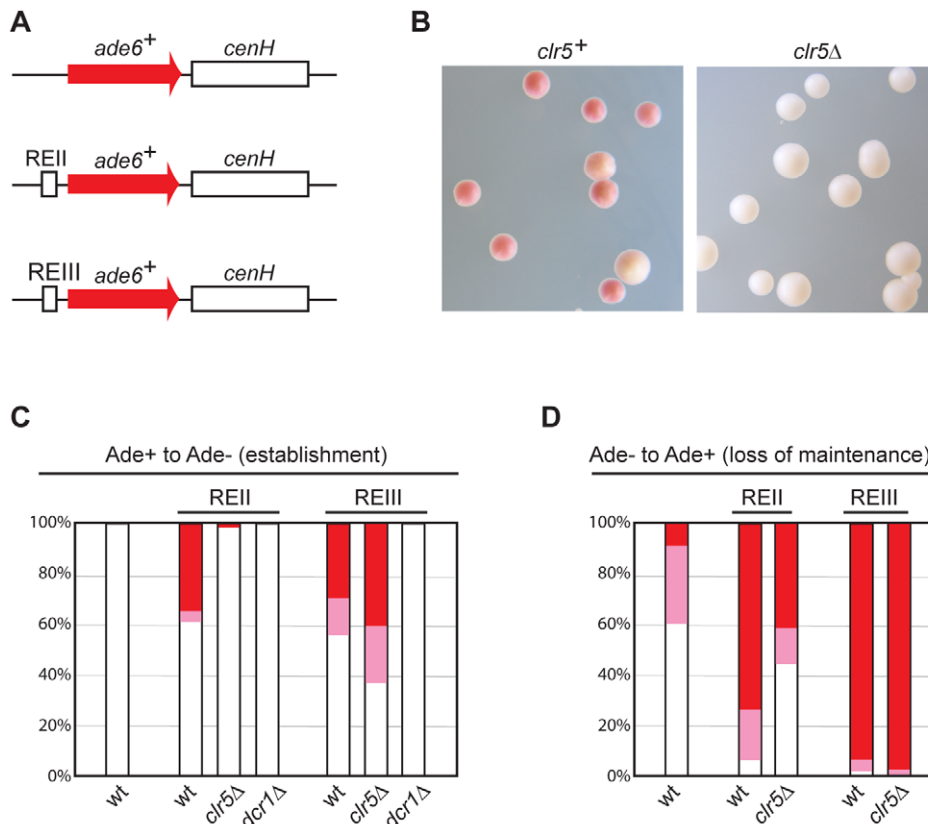 A
ade6+ cenH
REII ade6+ cenH
REIII ade6+ cenH
B
clr5+ clr5Δ
C
Ade+ to Ade- (establishment)
REII REIII
100%
80%
60%
40%
20%
0%
wt wt clr5Δ dcr1Δ wt clr5Δ dcr1Δ
D
Ade- to Ade+ (loss of maintenance)
REII REIII
100%
80%
60%
40%
20%
0%
wt wt clr5Δ wt clr5Δ